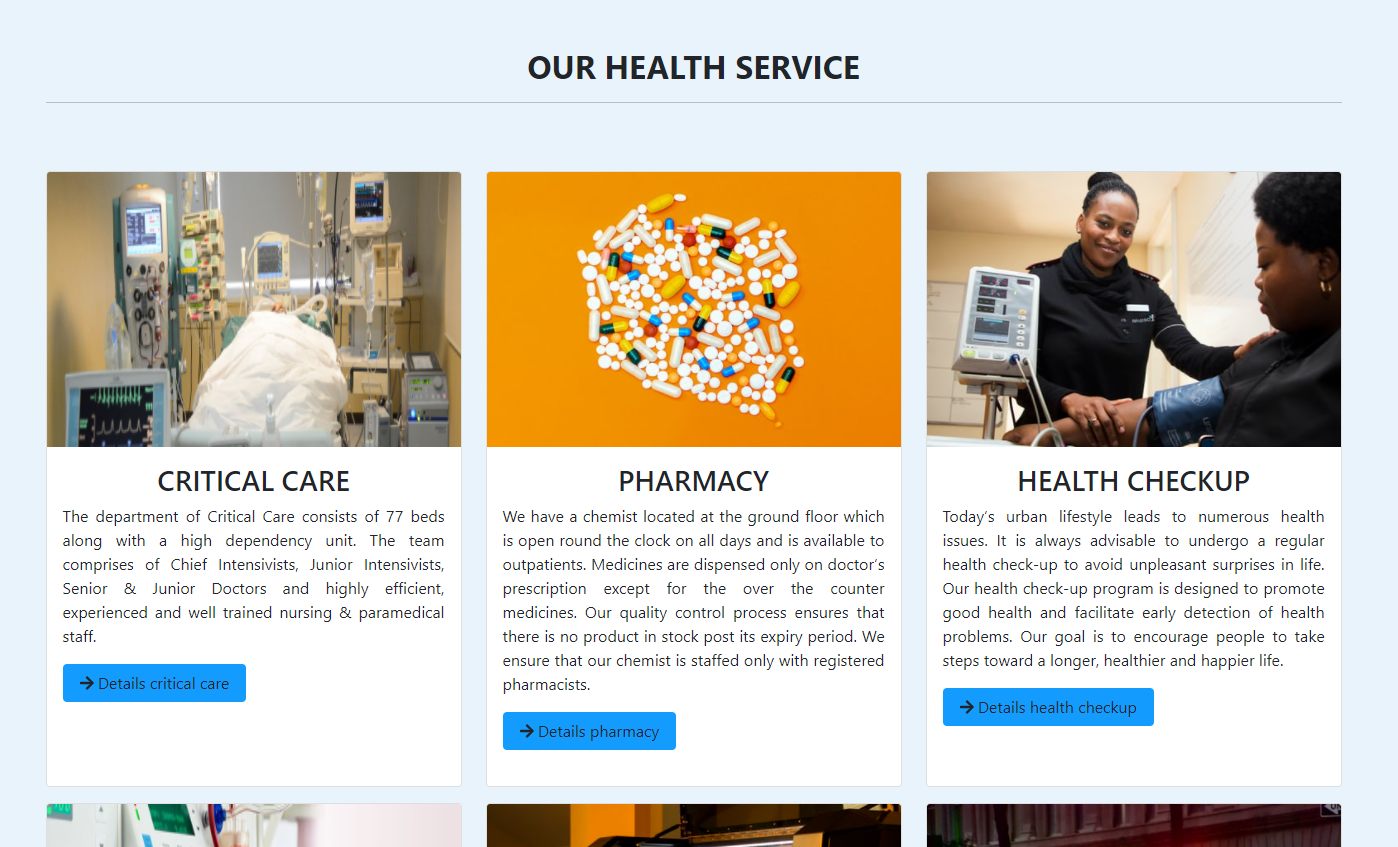 OUR HEALTH SERVICE
CRITICAL CARE
The department of Critical Care consists of 77 beds
along with a high dependency unit. The team
comprises of Chief Intensivists, Junior Intensivists,
Senior & Junior Doctors and highly efficient,
experienced and well trained nursing & paramedical
staff.
Details critical care
PHARMACY
We have a chemist located at the ground floor which
is open round the clock on all days and is available to
outpatients. Medicines are dispensed only on doctor’s
prescription except for the over the counter
medicines. Our quality control process ensures that
there is no product in stock post its expiry period. We
ensure that our chemist is staffed only with registered
pharmacists.
Details pharmacy
HEALTH CHECKUP
Today’s urban lifestyle leads to numerous health
issues. It is always advisable to undergo a regular
health check-up to avoid unpleasant surprises in life.
Our health check-up program is designed to promote
good health and facilitate early detection of health
problems. Our goal is to encourage people to take
steps toward a longer, healthier and happier life.
Details health checkup